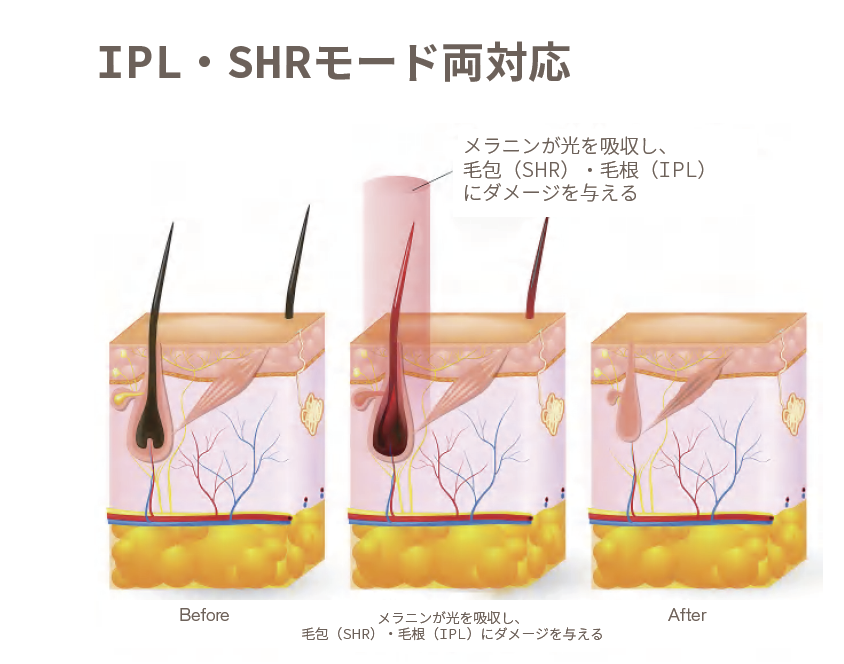 IPL・SHRモード両対応
メラニンが光を吸収し、
毛包（SHR）・毛根（IPL）
にダメージを与える
Before
メラニンが光を吸収し、
毛包（SHR）・毛根（IPL）にダメージを与える
After